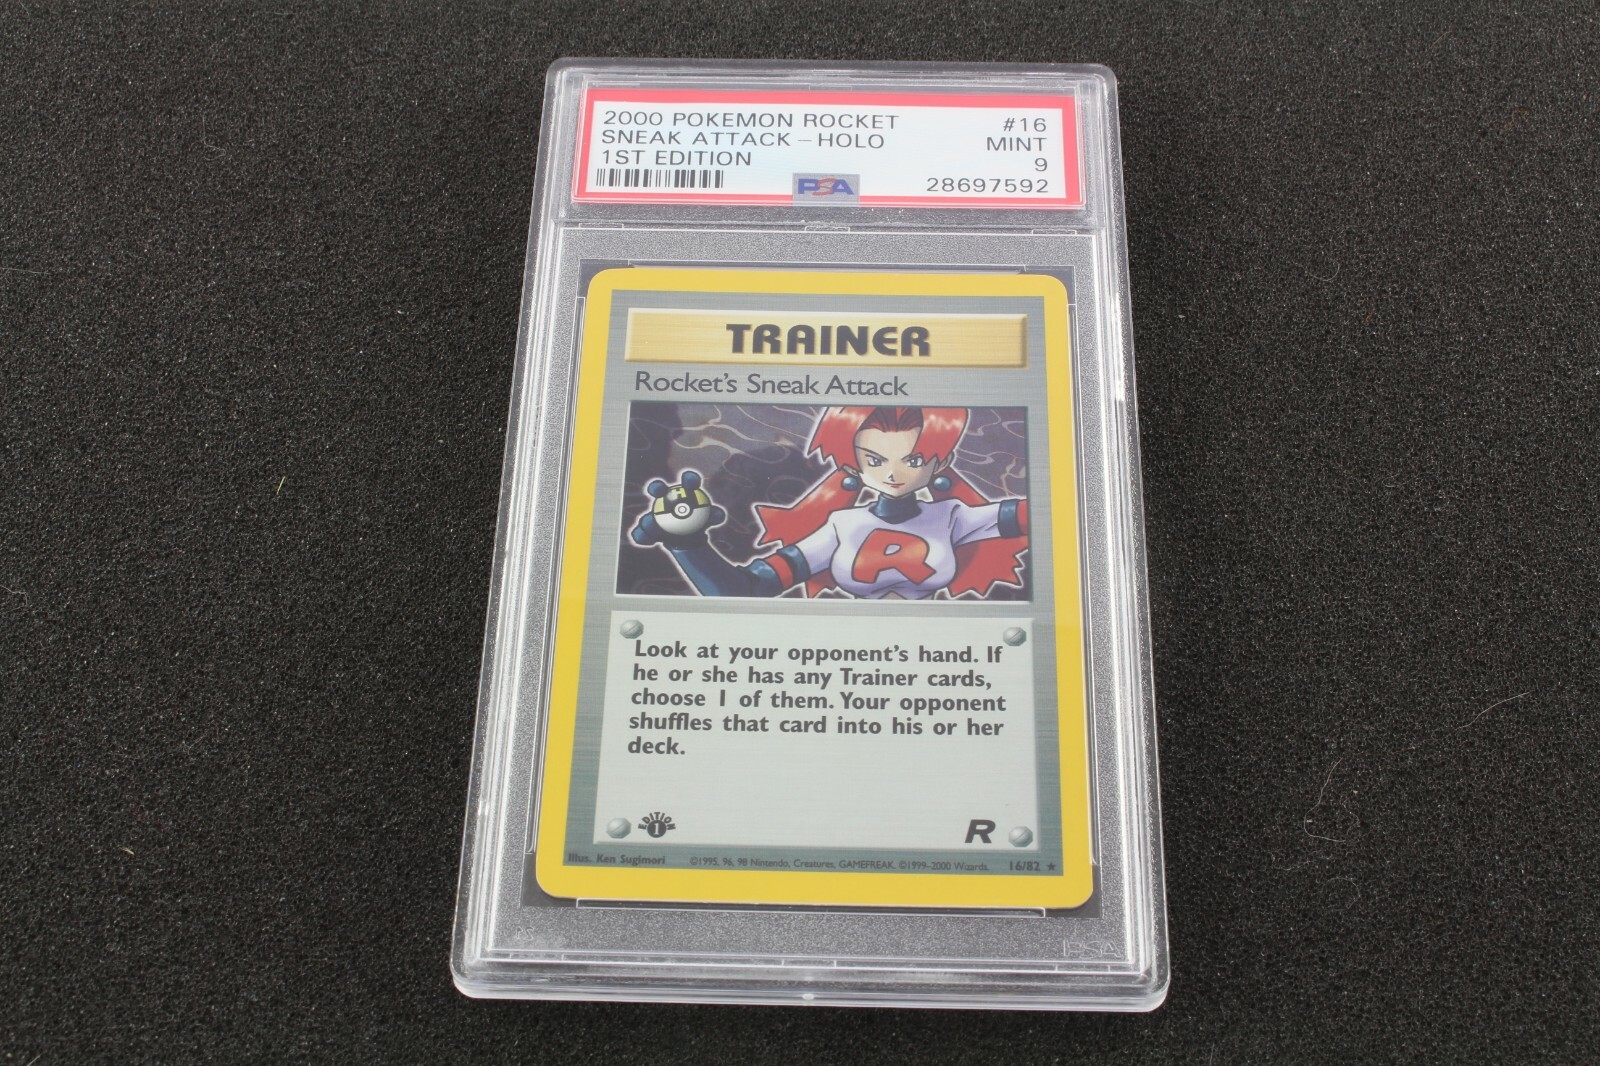 2000 POKEMON ROCKET #16
SNEAK ATTACK - HOLO MINT
1ST EDITION 9
PSA 28697592
TRAINER
Rocket's Sneak Attack
R
Look at your opponent's hand. If
he or she has any Trainer cards,
choose 1 of them. Your opponent
shuffles that card into his or her
deck.
EDITION 1 R
Illus. Ken Sugimori ©1995, 96, 98 Nintendo, Creatures, GAMEFREAK. ©1999-2000 Wizards. 16/82 ★
PSA